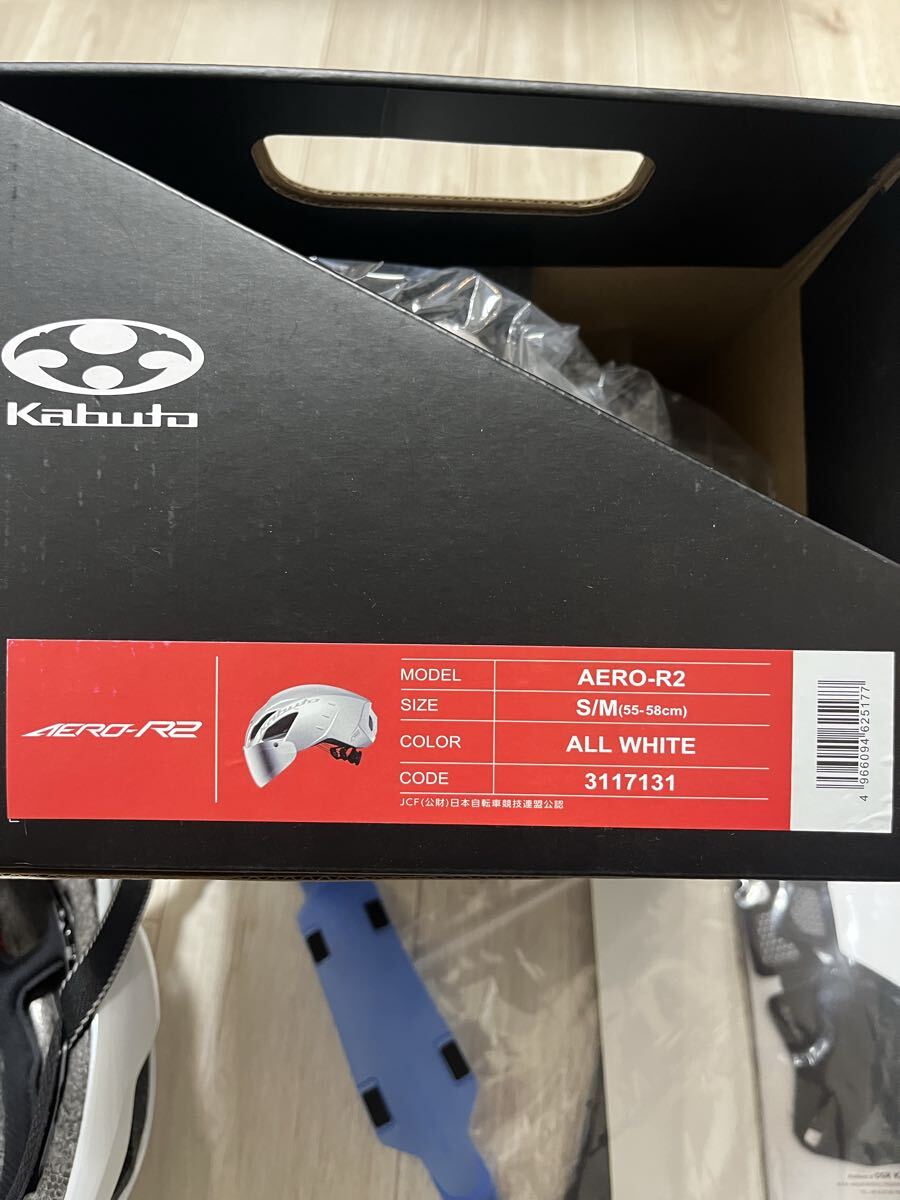 Kabuto
AERO-R2
Kabuto
MODEL AERO-R2
SIZE S/M(55-58cm)
COLOR ALL WHITE
CODE 3117131
JCF(公財)日本自転車競技連盟公認
4 966094 625177